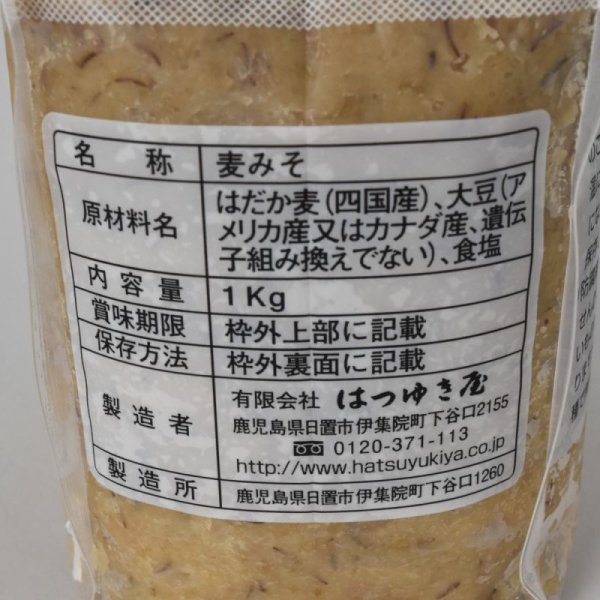 名称 麦みそ
原材料名 はだか麦(四国産)、大豆(ア
メリカ産又はカナダ産、遺伝
子組み換えでない)、食塩
内容量 1Kg
賞味期限 枠外上部に記載
保存方法 枠外裏面に記載
製造者 有限会社 はつゆき屋
鹿児島県日置市伊集院町下谷口2155
0120-371-113
http://www.hatsuyukiya.co.jp
製造所 鹿児島県日置市伊集院町下谷口1260